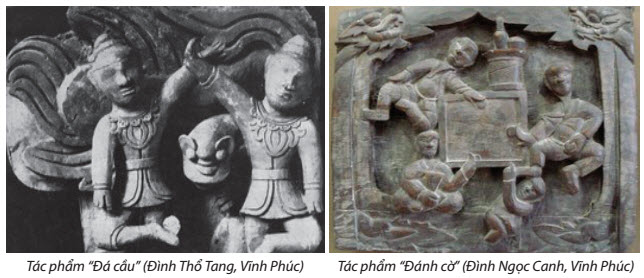 Tác phẩm “Đá cầu” (Đình Thổ Tang, Vĩnh Phúc)
Tác phẩm “Đánh cờ” (Đình Ngọc Canh, Vĩnh Phúc)